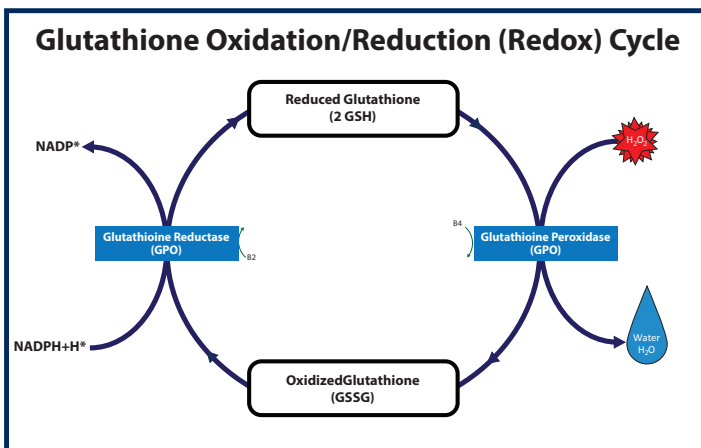 Glutathione Oxidation/Reduction (Redox) Cycle
Reduced Glutathione
(2 GSH)
NADP*
H₂O₂
Glutathioine Reductase
(GPO)
B2
B4
Glutathioine Peroxidase
(GPO)
NADPH+H*
Water
H₂O
OxidizedGlutathione
(GSSG)